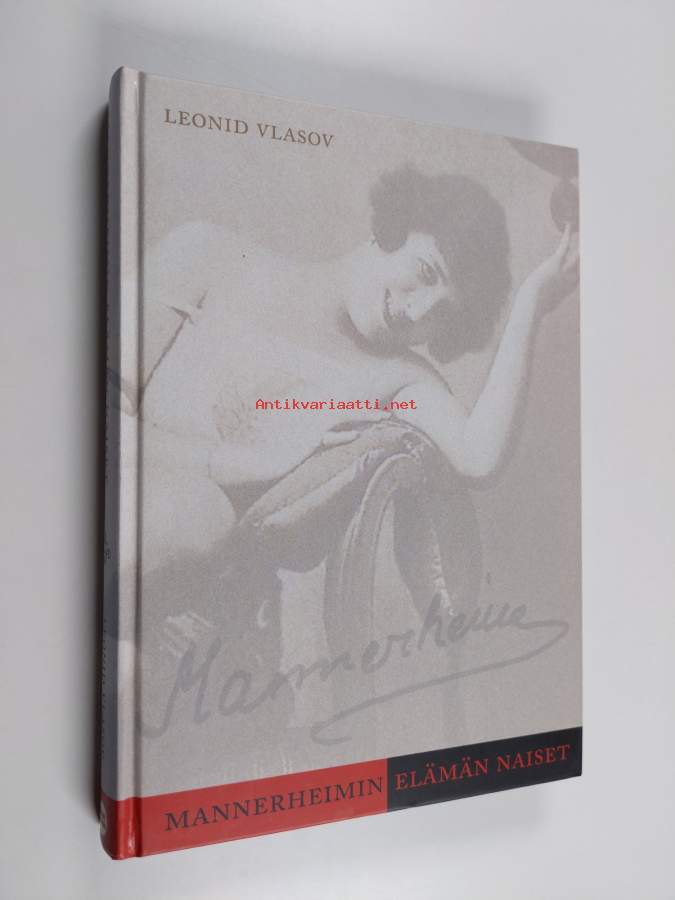 LEONID VLASOV
Antikvariaatti.net
Mannerheim
MANNERHEIMIN ELÄMÄN NAISET